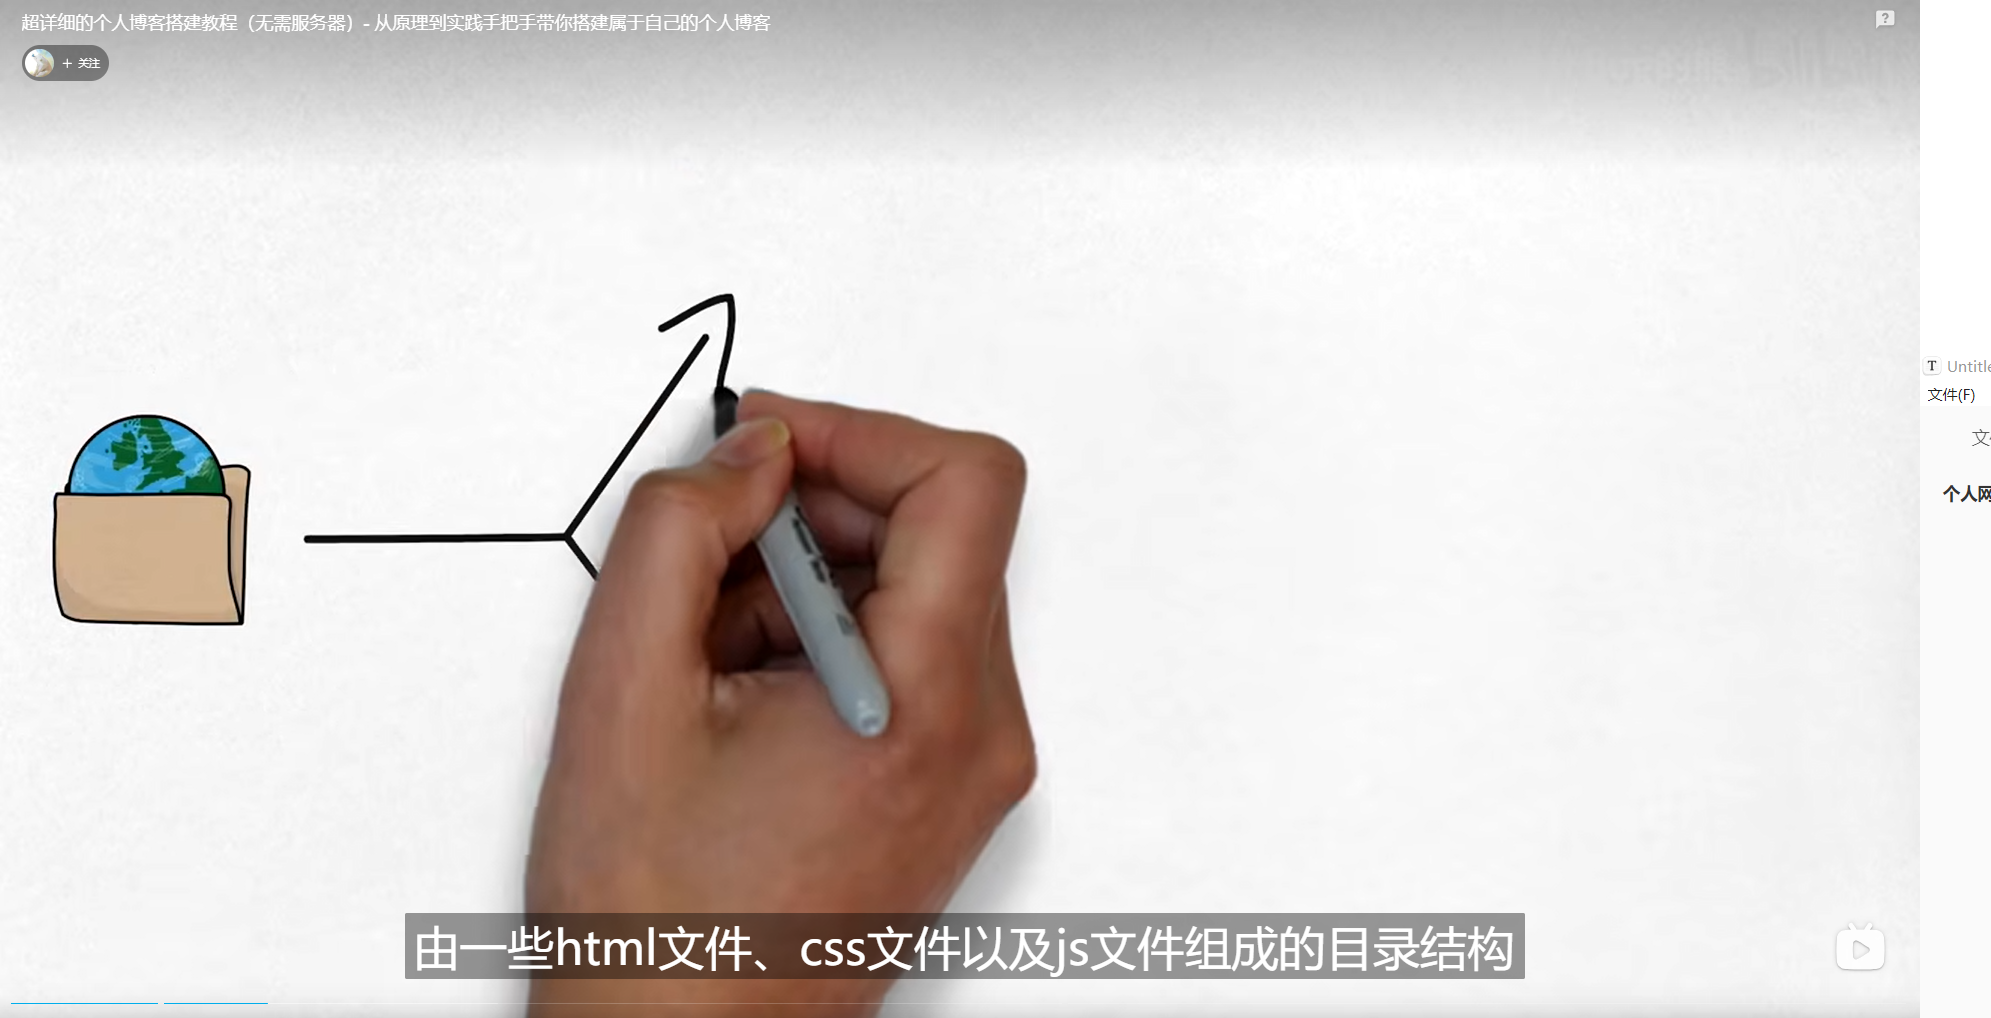 超详细的个人博客搭建教程（无需服务器）- 从原理到实践手把手带你搭建属于自己的个人博客
+ 关注
?
bilibili
T Untitle
文件(F)
文
个人网
由一些html文件、css文件以及js文件组成的目录结构